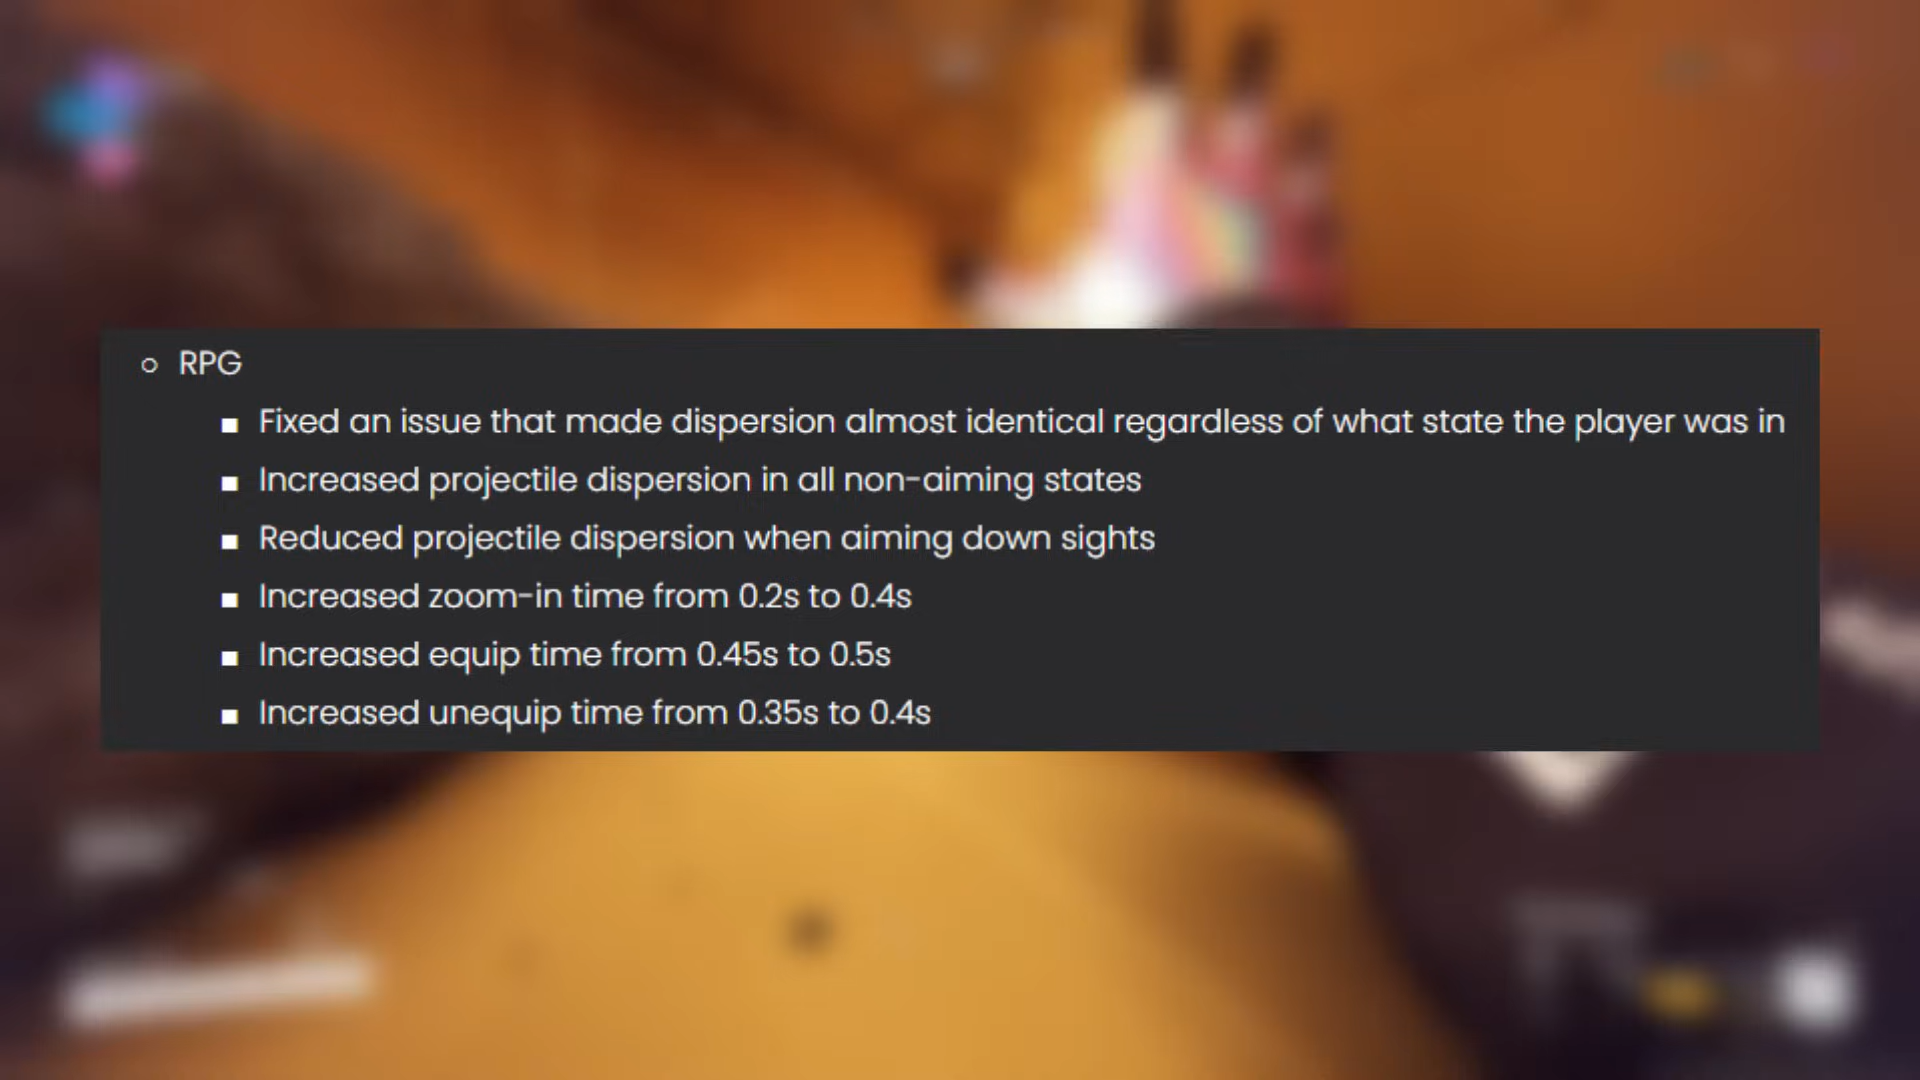 RPG
Fixed an issue that made dispersion almost identical regardless of what state the player was in
Increased projectile dispersion in all non-aiming states
Reduced projectile dispersion when aiming down sights
Increased zoom-in time from 0.2s to 0.4s
Increased equip time from 0.45s to 0.5s
Increased unequip time from 0.35s to 0.4s